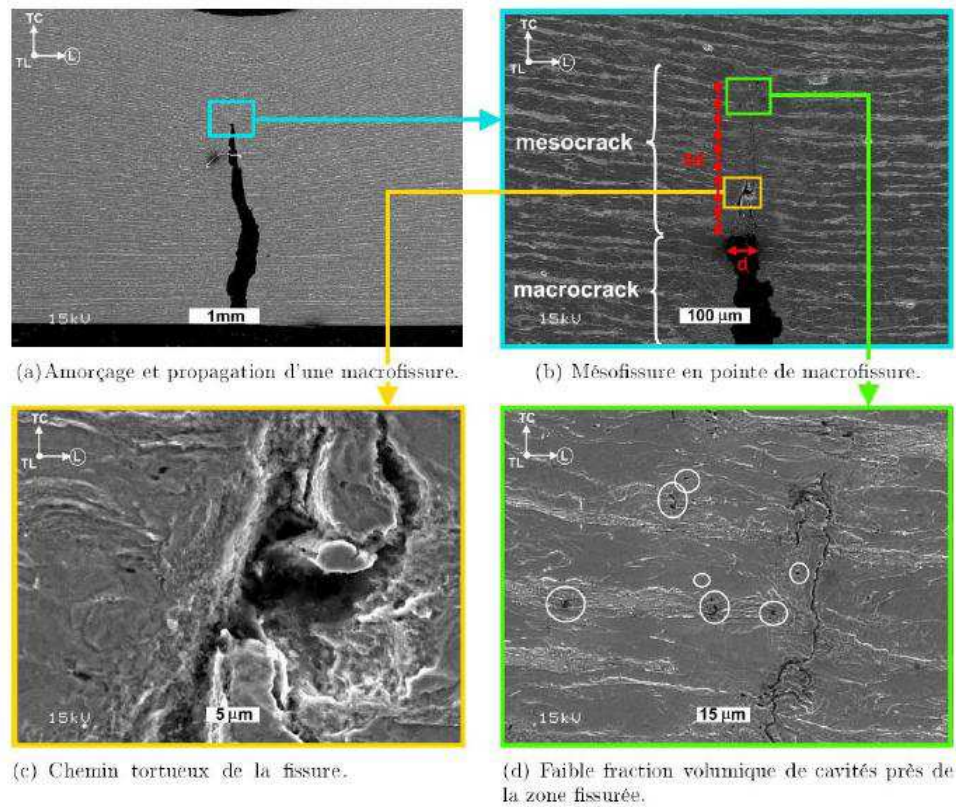 TC
TL L
1mm
15kV
(a) Amorçage et propagation d'une macrofissure.
TC
TL L
mesocrack
d
macrocrack
100 µm
15kV
(b) Mésofissure en pointe de macrofissure.
TC
TL L
5 µm
15kV
(c) Chemin tortueux de la fissure.
TC
TL L
15 µm
15kV
(d) Faible fraction volumique de cavités près de
la zone fissurée.